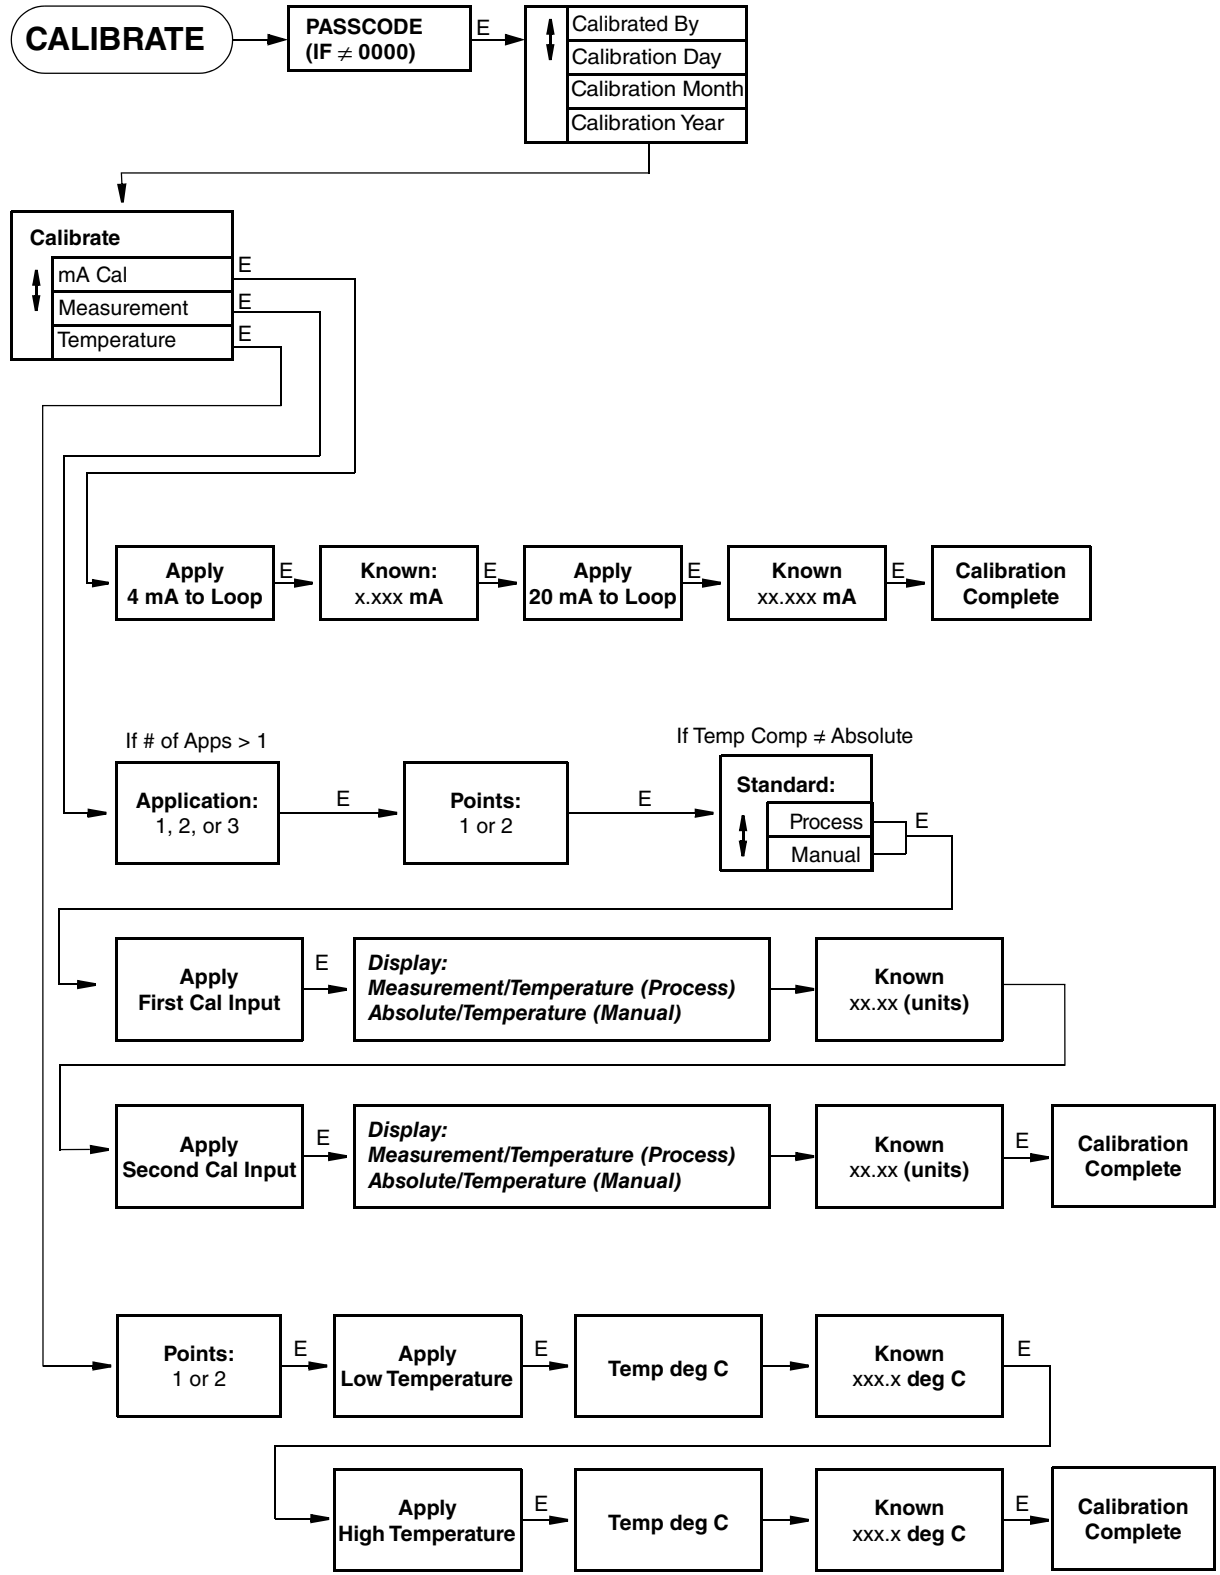 CALIBRATE
PASSCODE
(IF ≠ 0000)
E
Calibrated By
Calibration Day
Calibration Month
Calibration Year
Calibrate
mA Cal
E
Measurement
E
Temperature
E
Apply
4 mA to Loop
E
Known:
x.xxx mA
E
Apply
20 mA to Loop
E
Known
xx.xxx mA
E
Calibration
Complete
If # of Apps > 1
Application:
1, 2, or 3
E
Points:
1 or 2
E
If Temp Comp ≠ Absolute
Standard:
Process
Manual
E
Apply
First Cal Input
E
Display:
Measurement/Temperature (Process)
Absolute/Temperature (Manual)
Known
xx.xx (units)
Apply
Second Cal Input
E
Display:
Measurement/Temperature (Process)
Absolute/Temperature (Manual)
Known
xx.xx (units)
E
Calibration
Complete
Points:
1 or 2
E
Apply
Low Temperature
E
Temp deg C
Known
xxx.x deg C
E
Apply
High Temperature
E
Temp deg C
Known
xxx.x deg C
E
Calibration
Complete